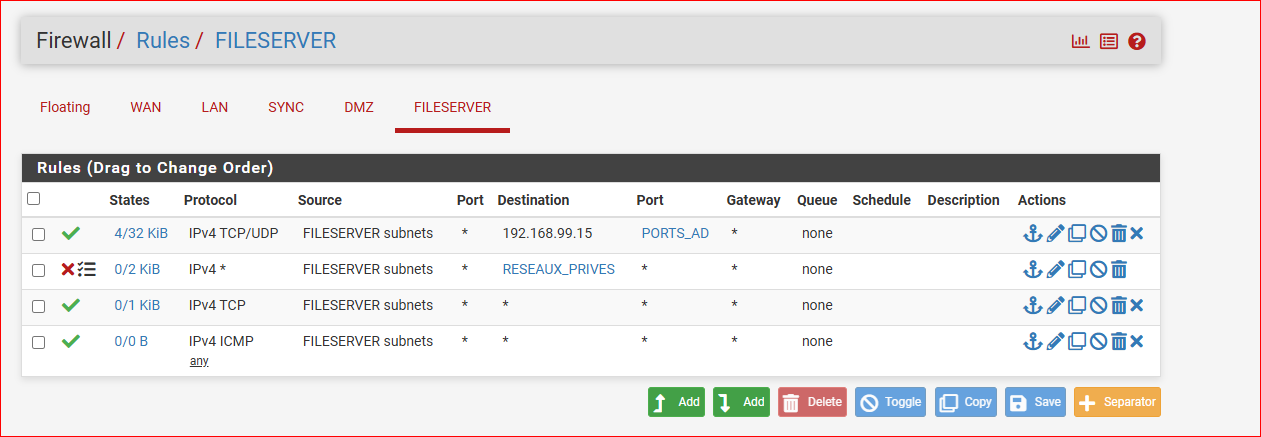 Firewall / Rules / FILESERVER
Floating WAN LAN SYNC DMZ FILESERVER
Rules (Drag to Change Order)
States Protocol Source Port Destination Port Gateway Queue Schedule Description Actions
4/32 KiB IPv4 TCP/UDP FILESERVER subnets * 192.168.99.15 PORTS_AD * none
0/2 KiB IPv4 * FILESERVER subnets * RESEAUX_PRIVES * * none
0/1 KiB IPv4 TCP FILESERVER subnets * * * * none
0/0 B IPv4 ICMP FILESERVER subnets * * * * none
any
Add Add Delete Toggle Copy Save Separator